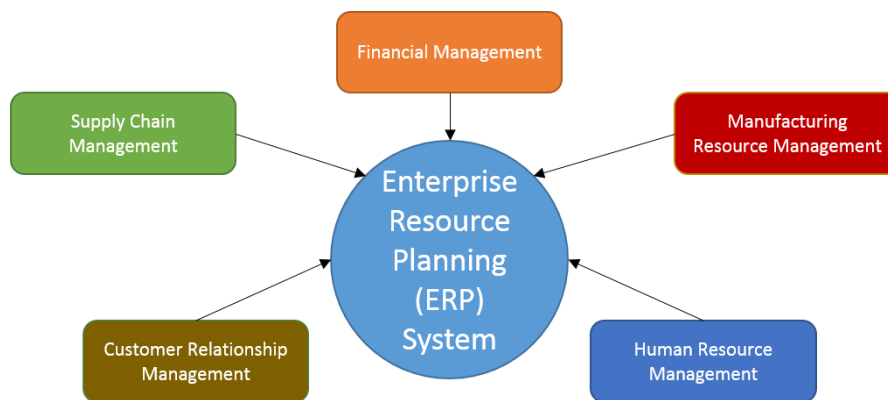 Financial Management
Supply Chain
Management
Manufacturing
Resource Management
Enterprise
Resource
Planning
(ERP)
System
Customer Relationship
Management
Human Resource
Management